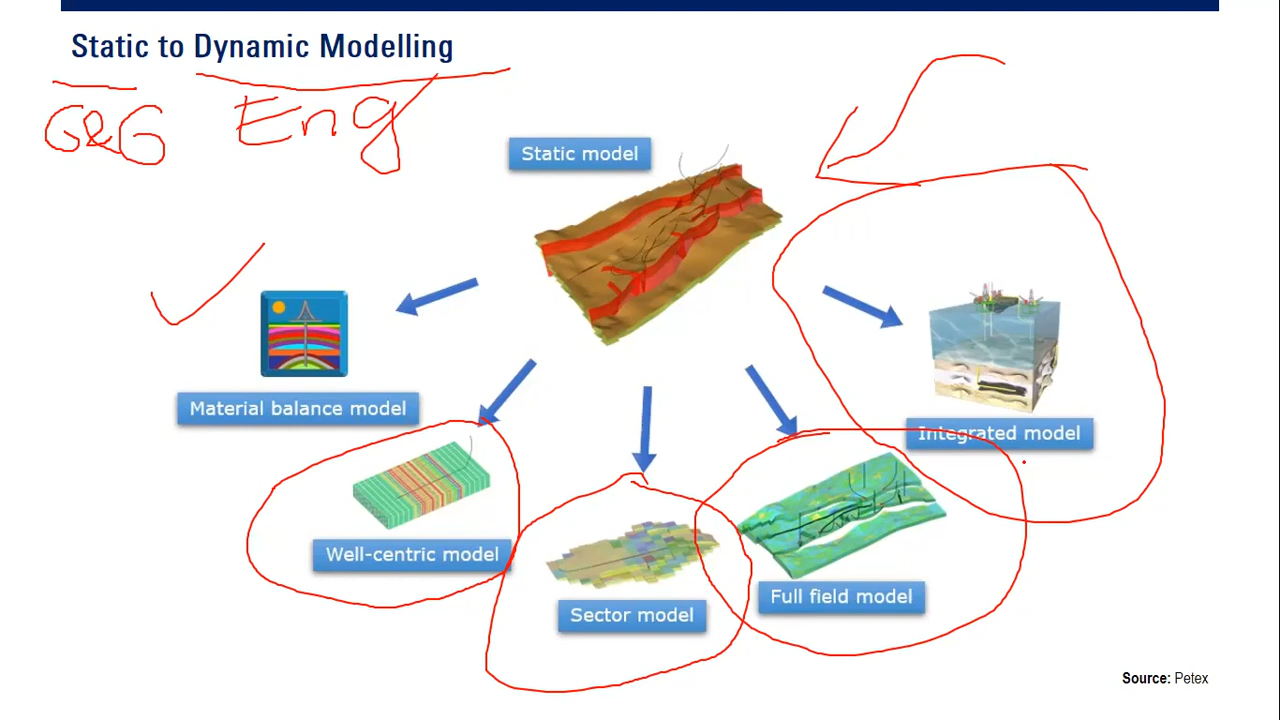 Static to Dynamic Modelling
G&G Eng
Static model
Material balance model
Integrated model
Well-centric model
Full field model
Sector model
Source: Petex